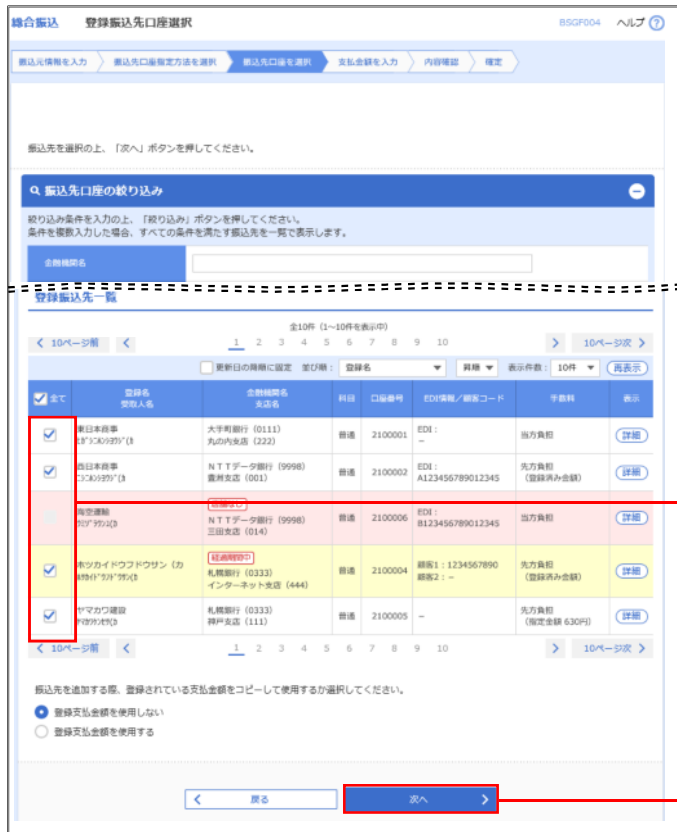 総合振込 登録振込先口座選択 BSGF004 ヘルプ ?
振込元情報を入力 振込先口座指定方法を選択 振込先口座を選択 支払金額を入力 内容確認 確定
振込先を選択の上、「次へ」ボタンを押してください。
振込先口座の絞り込み
絞り込み条件を入力の上、「絞り込み」ボタンを押してください。
条件を複数入力した場合、すべての条件を満たす振込先を一覧で表示します。
金融機関名
登録振込先一覧
全10件（1～10件を表示中）
10ページ前 1 2 3 4 5 6 7 8 9 10 10ページ次
更新日の降順に固定 並び順： 登録名 昇順 表示件数： 10件 再表示
全て 登録名 受取人名 金融機関名 支店名 科目 口座番号 EDI情報／顧客コード 手数料 表示
東日本商事 大手町銀行（0111） 普通 2100001 EDI： 当方負担 詳細
丸の内支店（222） －
西日本商事 ＮＴＴデータ銀行（9998） 普通 2100002 EDI： 先方負担 詳細
豊洲支店（001） A123456789012345 （登録済み金額）
店舗なし
海空運輸 ＮＴＴデータ銀行（9998） 普通 2100006 EDI： 当方負担 詳細
三田支店（014） B123456789012345
経過期間中
ホツカイドウフドウサン（カ 札幌銀行（0333） 普通 2100004 顧客1：1234567890 先方負担 詳細
インターネット支店（444） 顧客2：－ （登録済み金額）
ヤマカワ建設 札幌銀行（0333） 普通 2100005 － 先方負担 詳細
神戸支店（111） （指定金額 630円）
10ページ前 1 2 3 4 5 6 7 8 9 10 10ページ次
振込先を追加する際、登録されている支払金額をコピーして使用するか選択してください。
登録支払金額を使用しない
登録支払金額を使用する
戻る 次へ